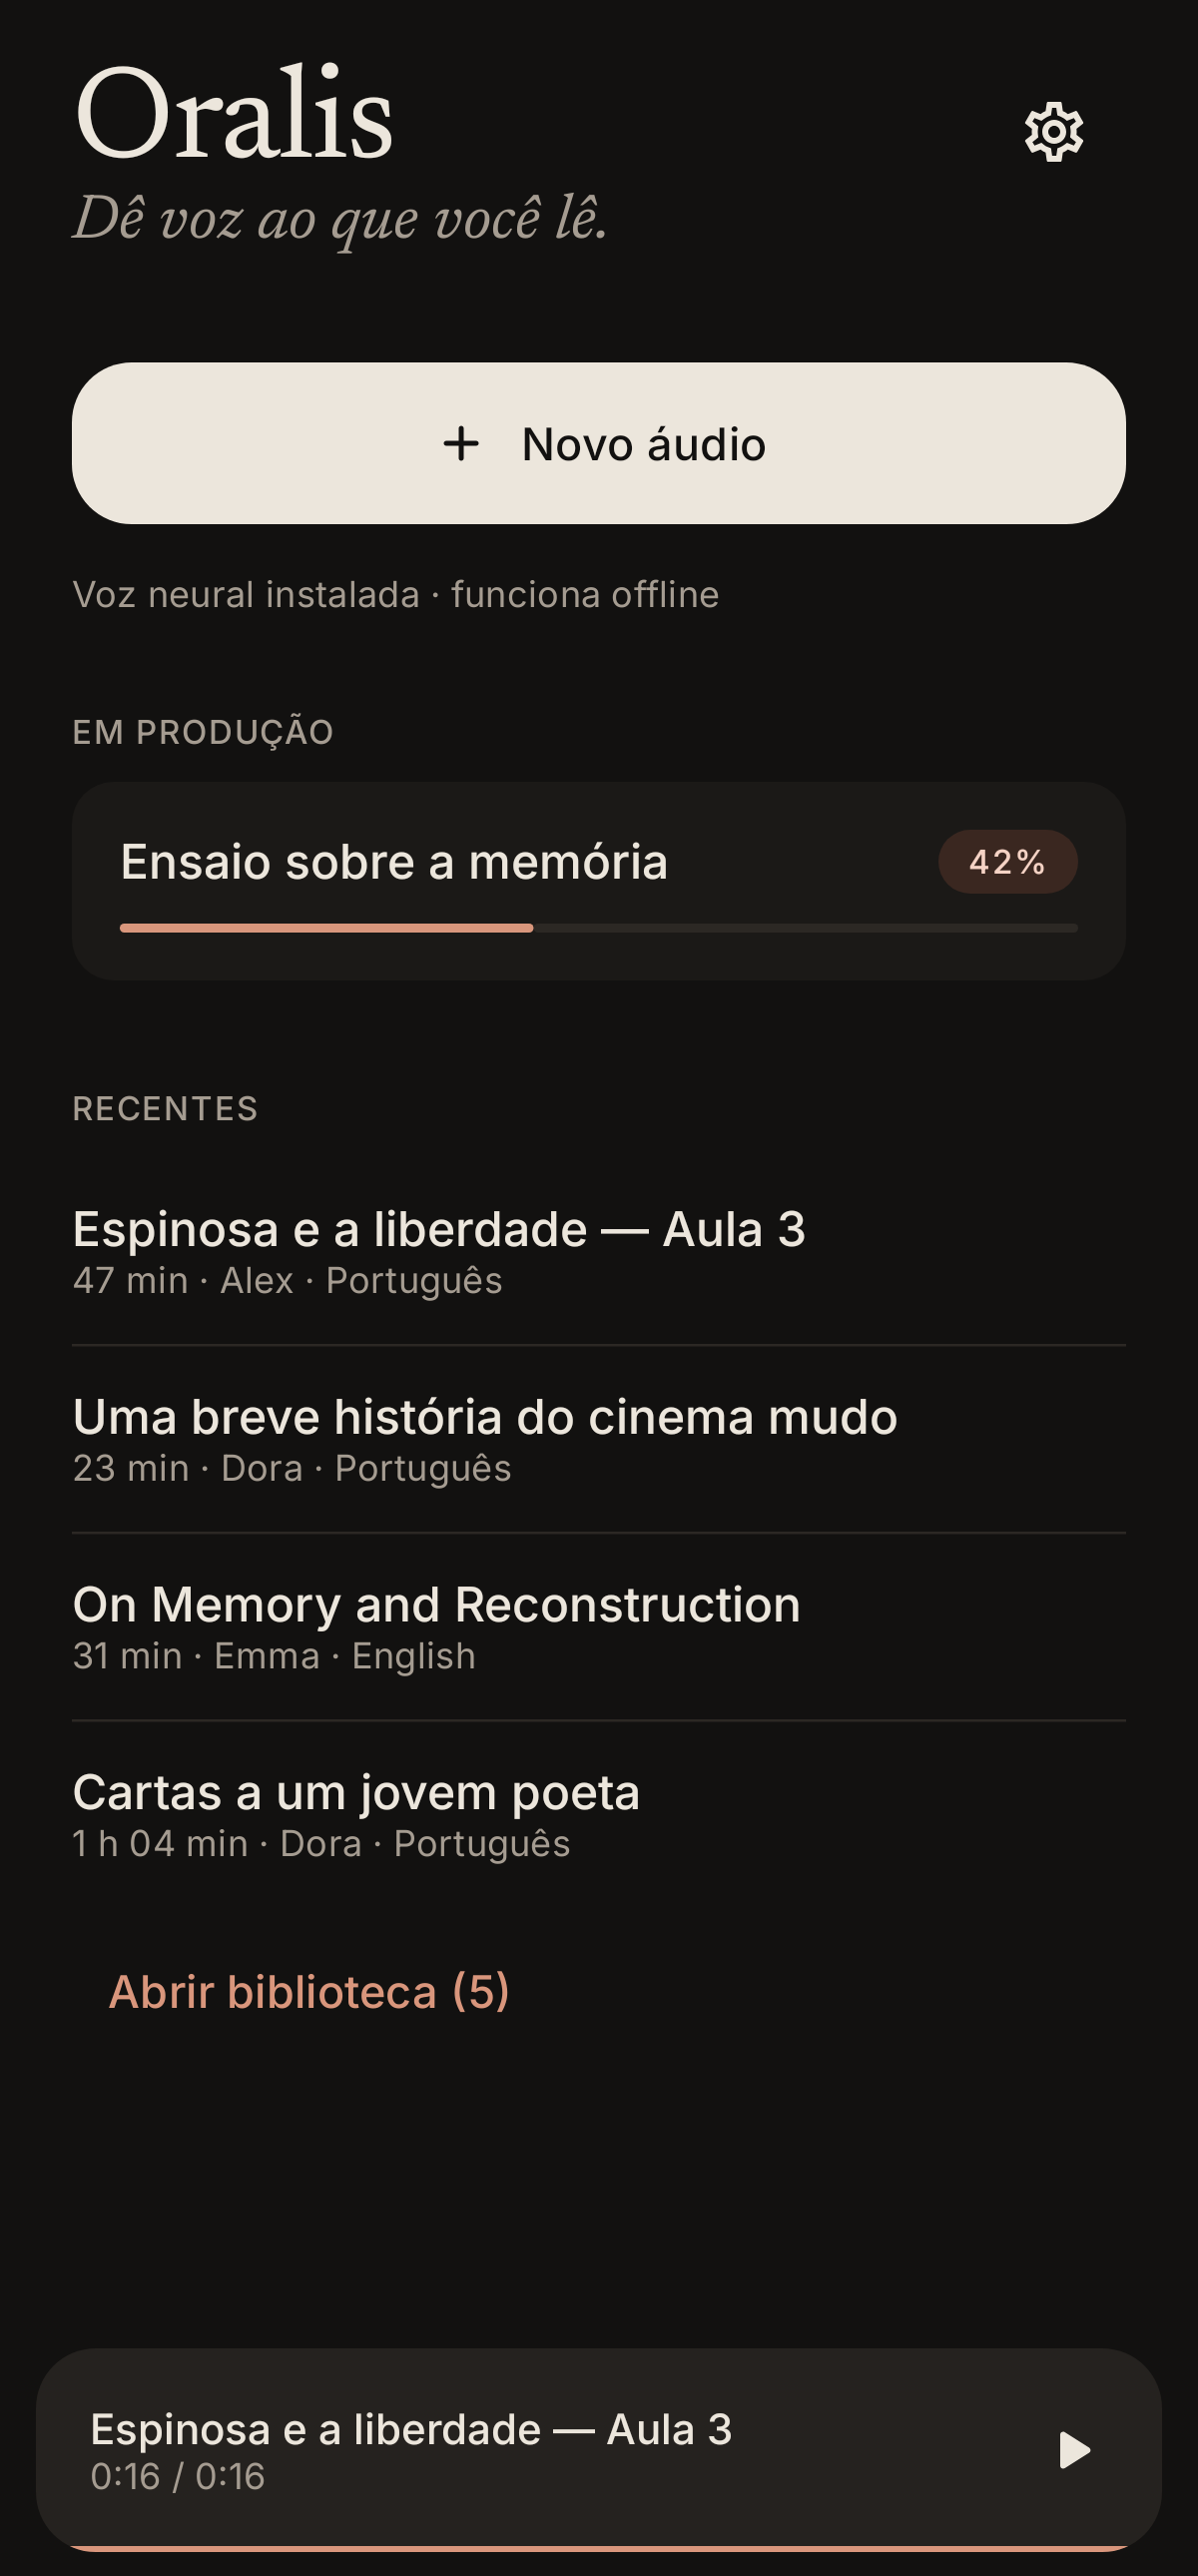 Oralis
Dê voz ao que você lê.
+ Novo áudio
Voz neural instalada · funciona offline
EM PRODUÇÃO
Ensaio sobre a memória 42%
RECENTES
Espinosa e a liberdade — Aula 3
47 min · Alex · Português
Uma breve história do cinema mudo
23 min · Dora · Português
On Memory and Reconstruction
31 min · Emma · English
Cartas a um jovem poeta
1 h 04 min · Dora · Português
Abrir biblioteca (5)
Espinosa e a liberdade — Aula 3
0:16 / 0:16